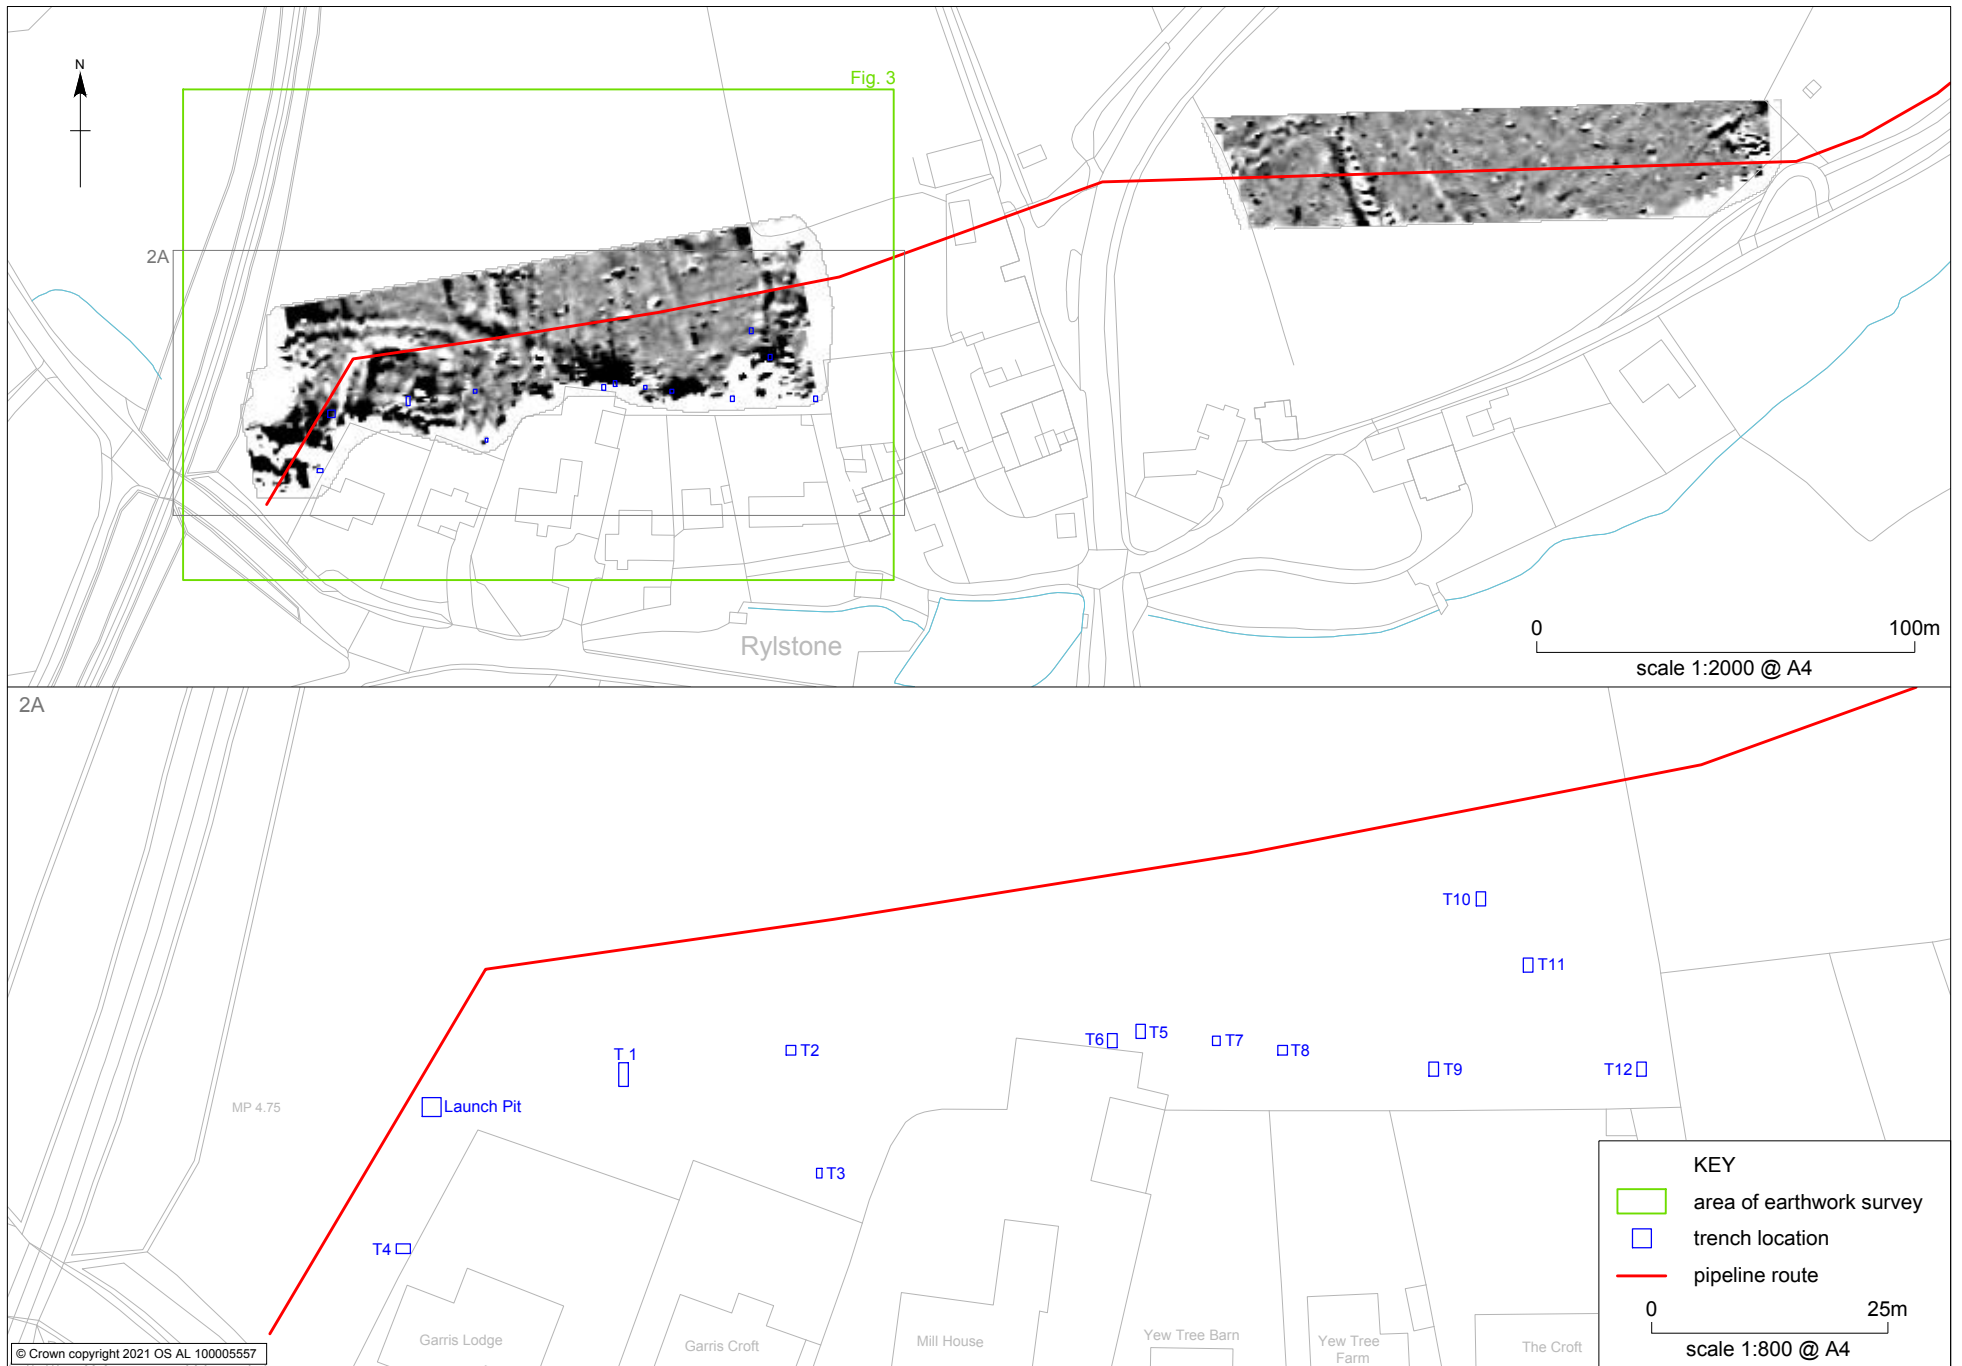 N
Fig. 3
2A
Rylstone
0 100m
scale 1:2000 @ A4
2A
T10
T11
T6
T5
T7
T8
T 1
T2
T9
T12
MP 4.75
Launch Pit
T3
T4
Garris Lodge
Garris Croft
Mill House
Yew Tree Barn
Yew Tree
Farm
The Croft
KEY
area of earthwork survey
trench location
pipeline route
0 25m
scale 1:800 @ A4
© Crown copyright 2021 OS AL 100005557